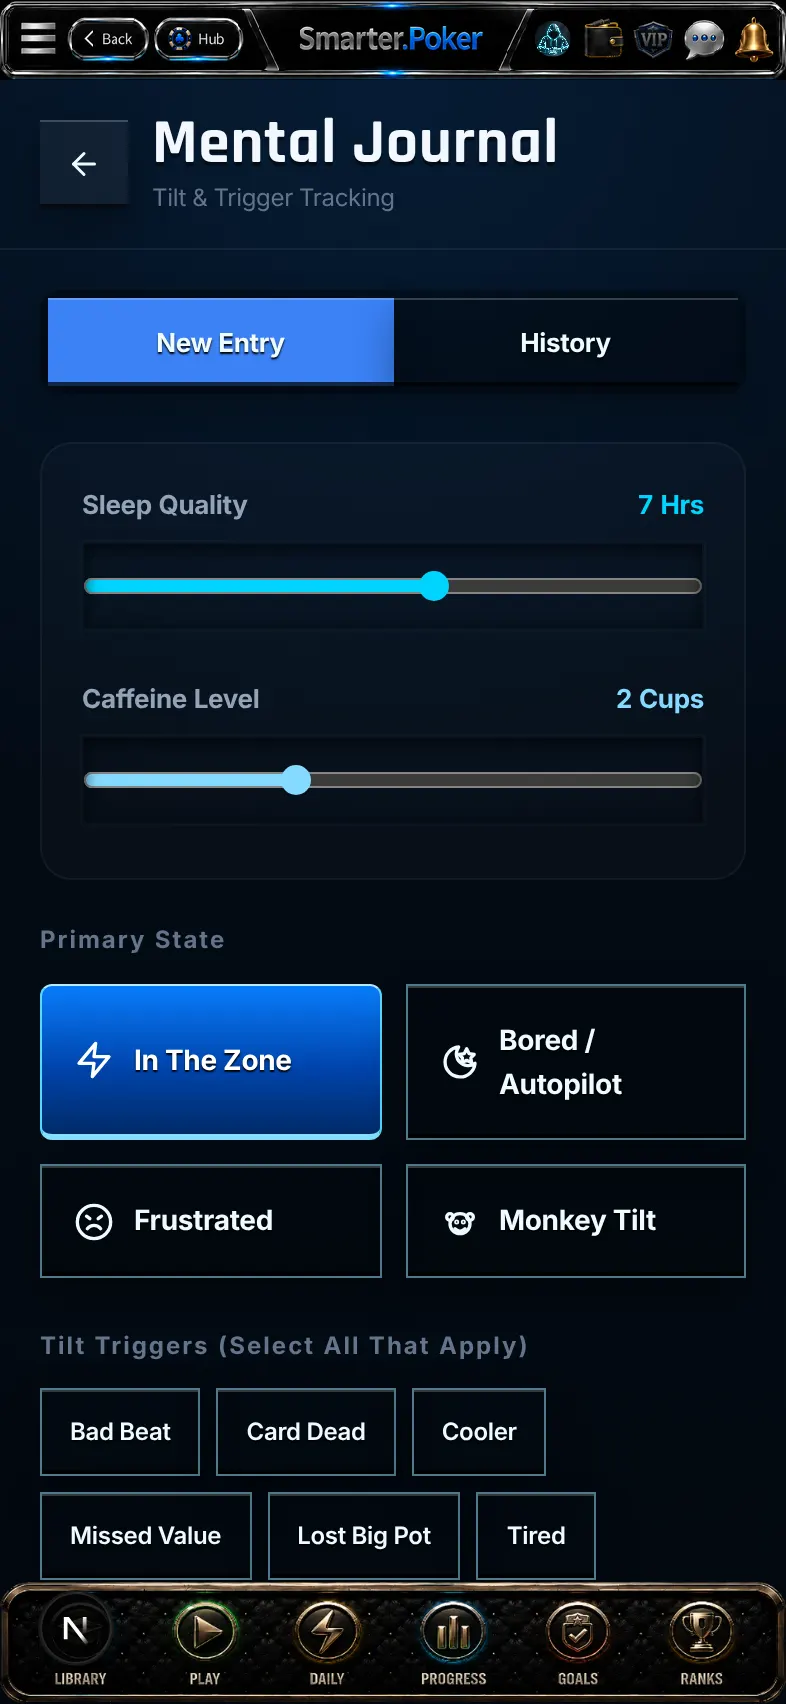 Back
Hub
Smarter.Poker
VIP
Mental Journal
Tilt & Trigger Tracking
New Entry
History
Sleep Quality
7 Hrs
Caffeine Level
2 Cups
Primary State
In The Zone
Bored /
Autopilot
Frustrated
Monkey Tilt
Tilt Triggers (Select All That Apply)
Bad Beat
Card Dead
Cooler
Missed Value
Lost Big Pot
Tired
N
LIBRARY
PLAY
DAILY
PROGRESS
GOALS
RANKS